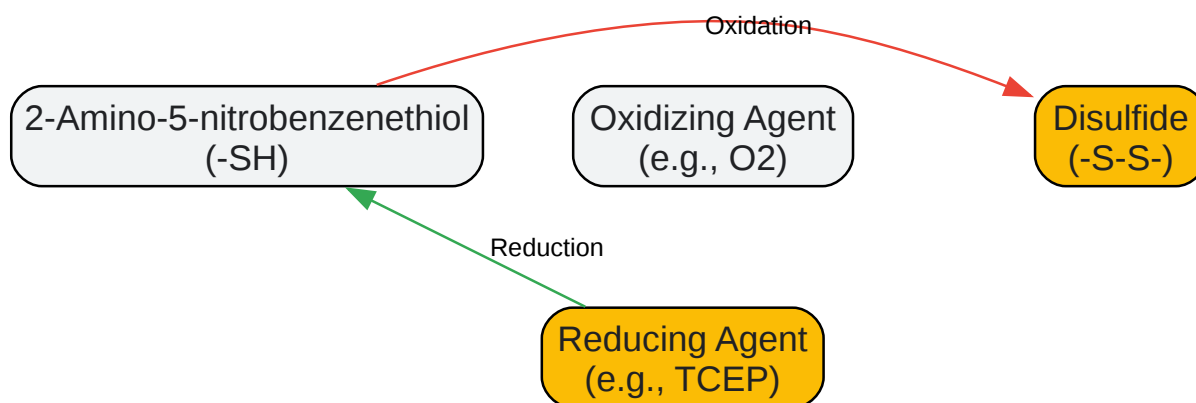 Oxidation
2-Amino-5-nitrobenzenethiol
(-SH)
Oxidizing Agent
(e.g., O2)
Disulfide
(-S-S-)
Reduction
Reducing Agent
(e.g., TCEP)